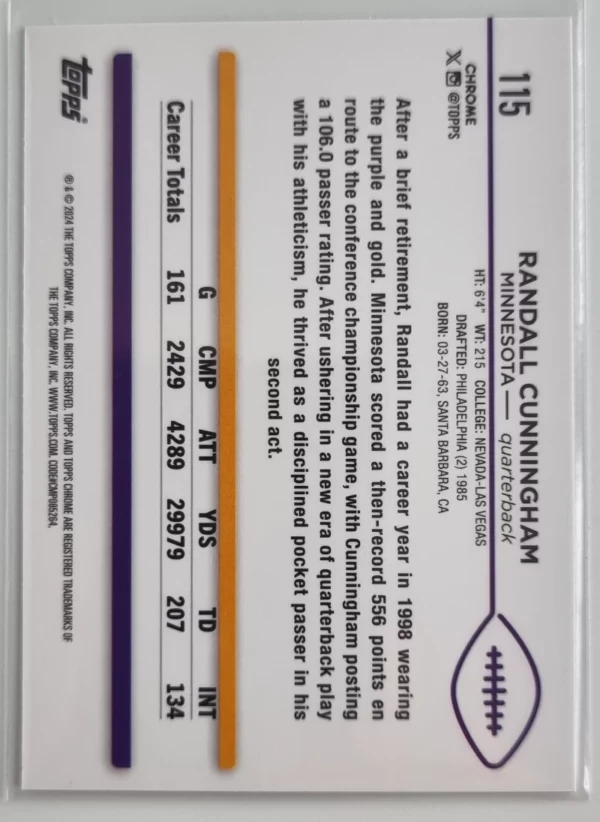 115
CHROME
X @TOPPS
RANDALL CUNNINGHAM
MINNESOTA — quarterback
HT: 6'4" WT: 215 COLLEGE: NEVADA-LAS VEGAS
DRAFTED: PHILADELPHIA (2) 1985
BORN: 03-27-63, SANTA BARBARA, CA
After a brief retirement, Randall had a career year in 1998 wearing
the purple and gold. Minnesota scored a then-record 556 points en
route to the conference championship game, with Cunningham posting
a 106.0 passer rating. After ushering in a new era of quarterback play
with his athleticism, he thrived as a disciplined pocket passer in his
second act.
G CMP ATT YDS TD INT
Career Totals 161 2429 4289 29979 207 134
topps®
® & © 2024 THE TOPPS COMPANY, INC. ALL RIGHTS RESERVED. TOPPS AND TOPPS CHROME ARE REGISTERED TRADEMARKS OF
THE TOPPS COMPANY, INC. WWW.TOPPS.COM. CODE#CMP085264.